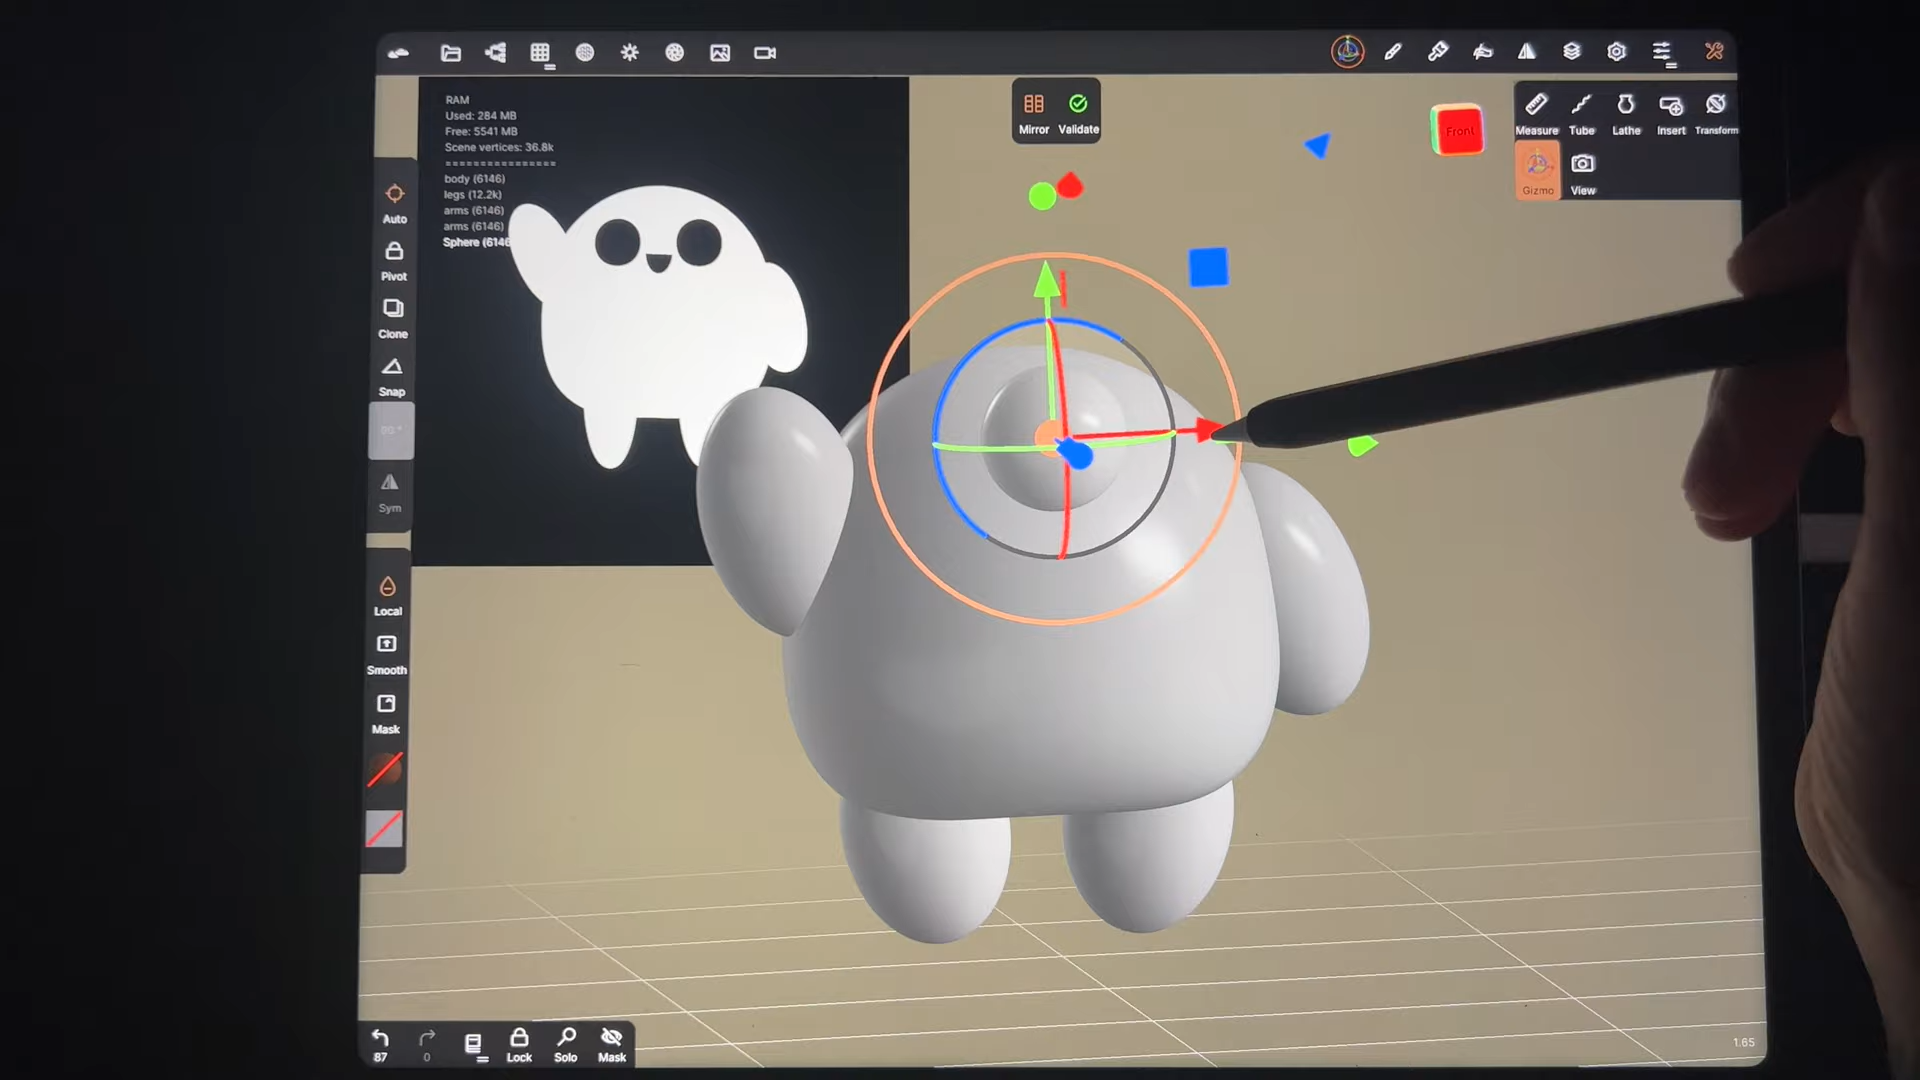 RAM
Used: 284 MB
Free: 5541 MB
Scene vertices: 36.8k
================
body (6146)
legs (12.2k)
arms (6146)
arms (6146)
Sphere (6146
Mirror
Validate
Front
Measure
Tube
Lathe
Insert
Transform
Gizmo
View
Auto
Pivot
Clone
Snap
90 °
Sym
Local
Smooth
Mask
87
0
Lock
Solo
Mask
1.65